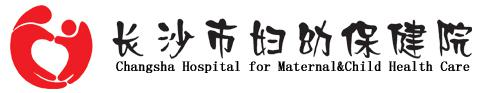 长沙市妇幼保健院
Changsha Hospital for Maternal&Child Health Care